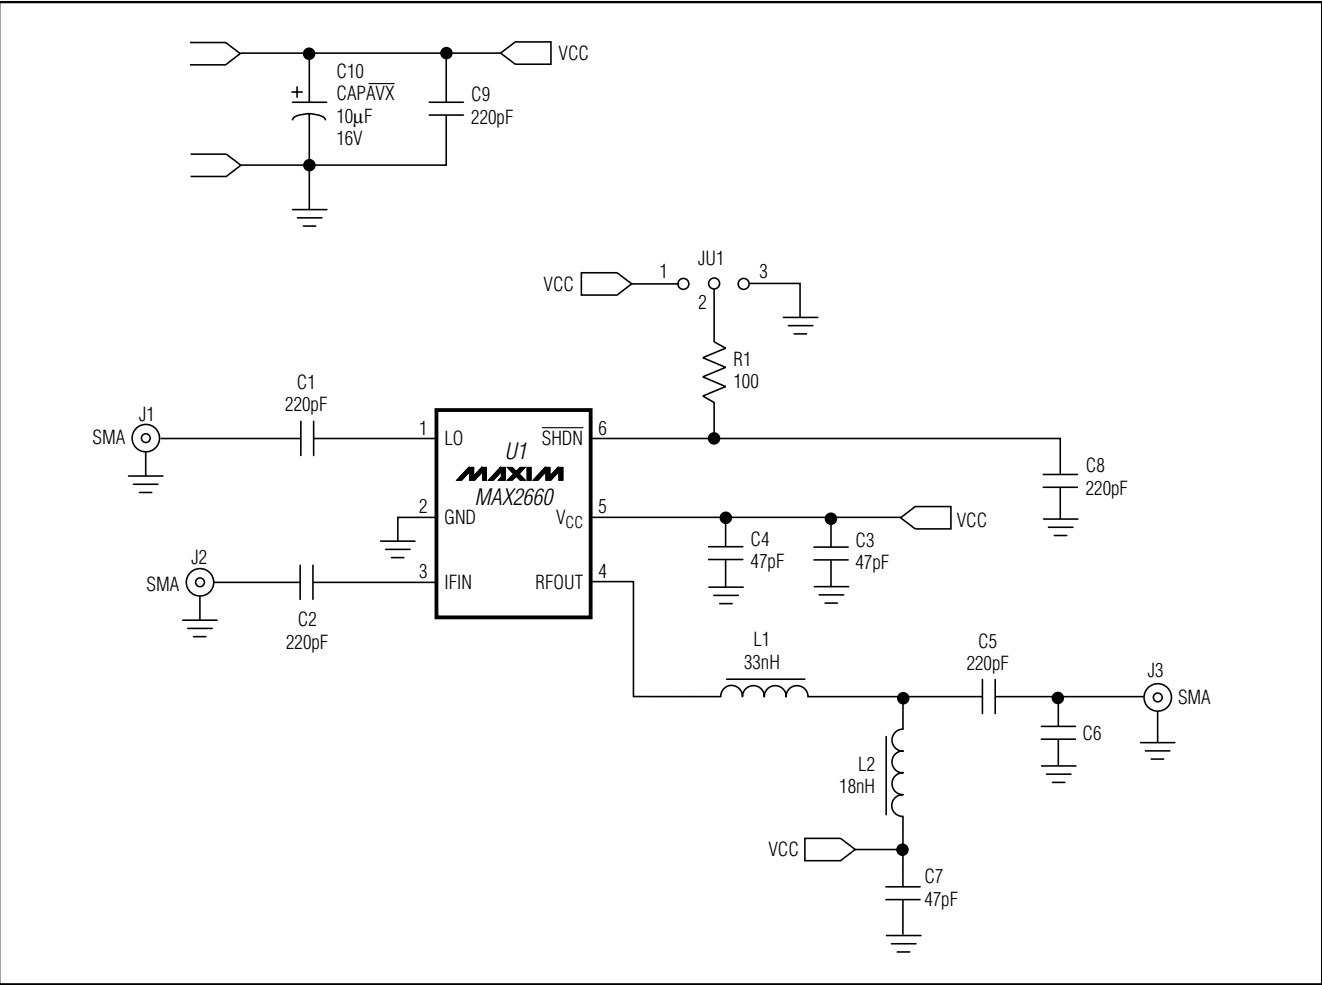 VCC
C10
CAPAVX
10µF
16V
+
C9
220pF
JU1
VCC
1
2
3
R1
100
C1
220pF
J1
SMA
1
LO
SHDN
6
U1
MAXIM
MAX2660
C8
220pF
2
GND
VCC
5
VCC
C4
47pF
C3
47pF
J2
SMA
3
IFIN
RFOUT
4
C2
220pF
L1
33nH
C5
220pF
J3
SMA
C6
L2
18nH
VCC
C7
47pF